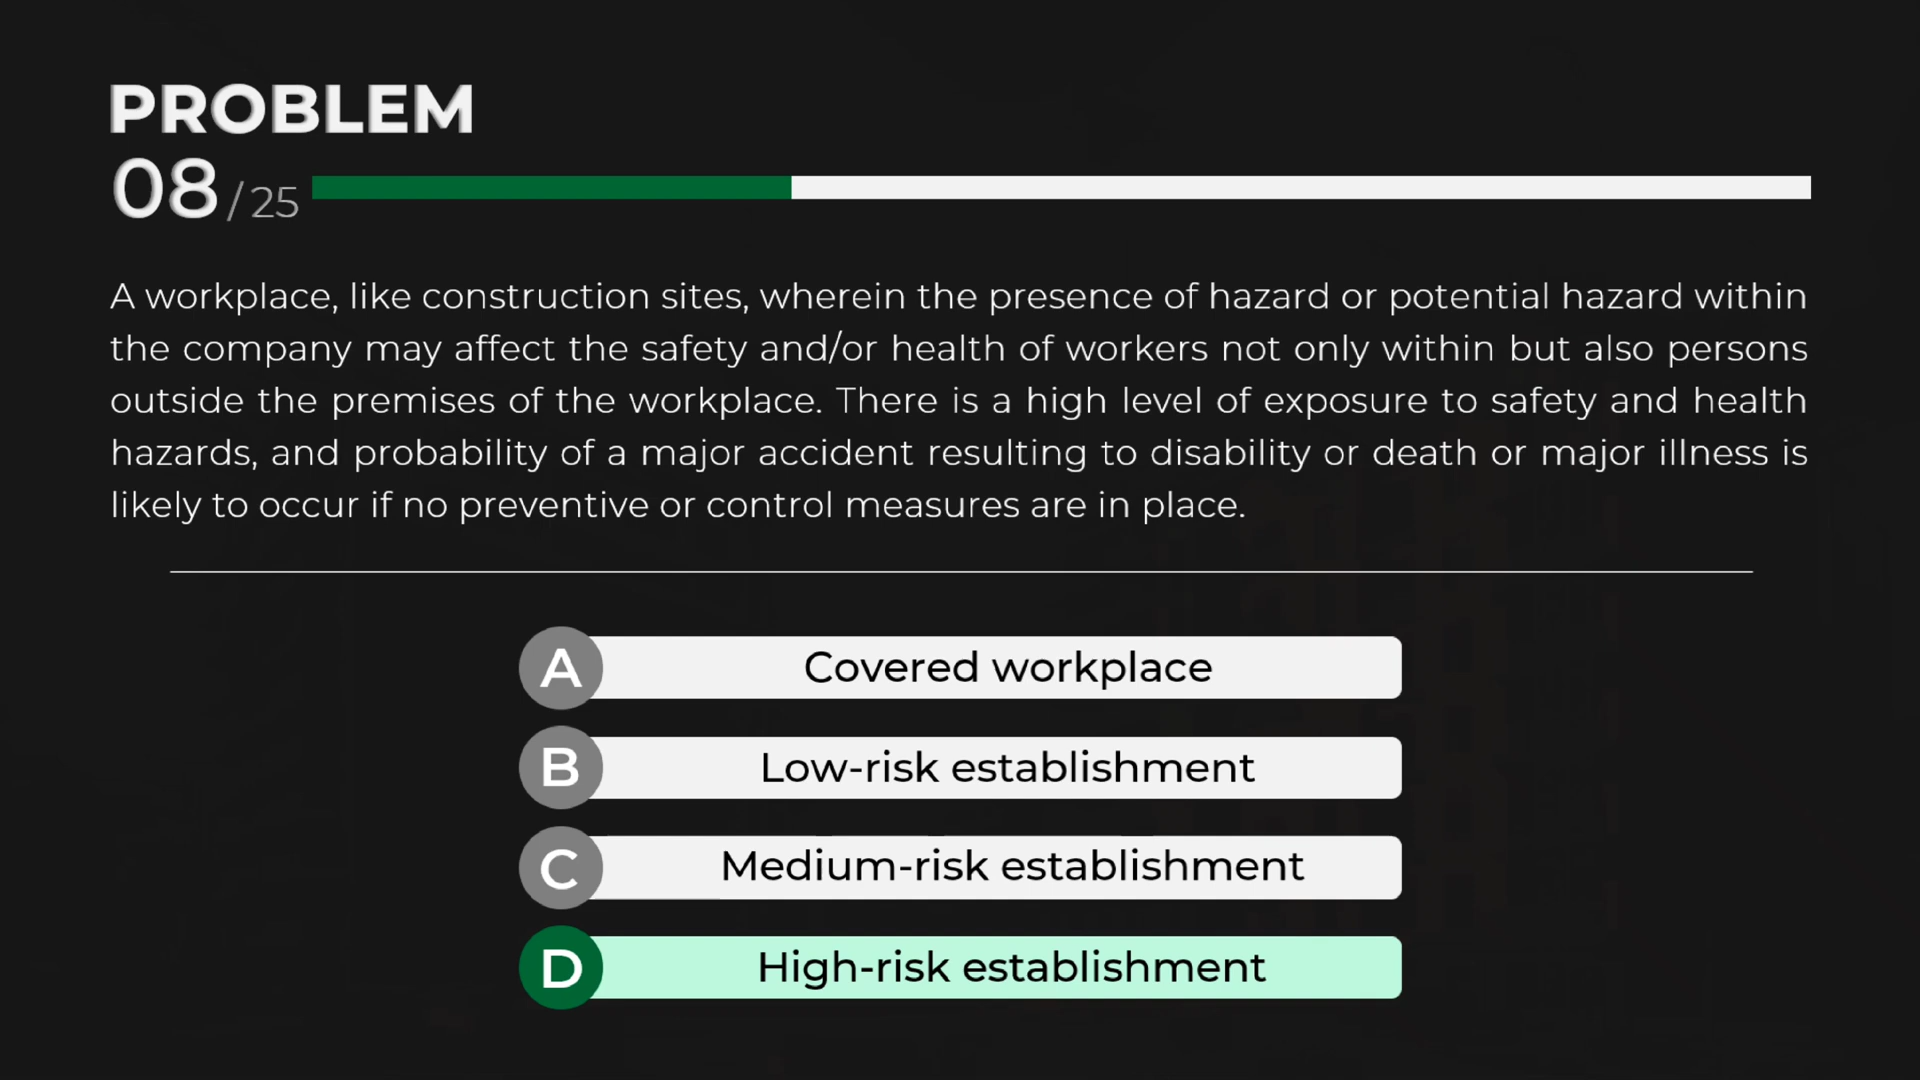 PROBLEM
08/25
A workplace, like construction sites, wherein the presence of hazard or potential hazard within
the company may affect the safety and/or health of workers not only within but also persons
outside the premises of the workplace. There is a high level of exposure to safety and health
hazards, and probability of a major accident resulting to disability or death or major illness is
likely to occur if no preventive or control measures are in place.
A Covered workplace
B Low-risk establishment
C Medium-risk establishment
D High-risk establishment